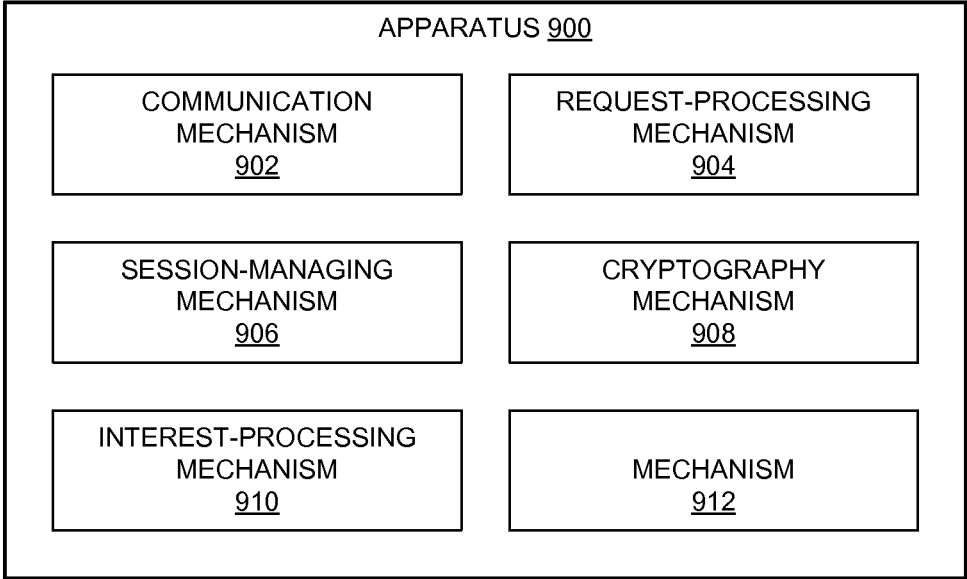 APPARATUS 900
COMMUNICATION
MECHANISM
902
REQUEST-PROCESSING
MECHANISM
904
SESSION-MANAGING
MECHANISM
906
CRYPTOGRAPHY
MECHANISM
908
INTEREST-PROCESSING
MECHANISM
910
MECHANISM
912